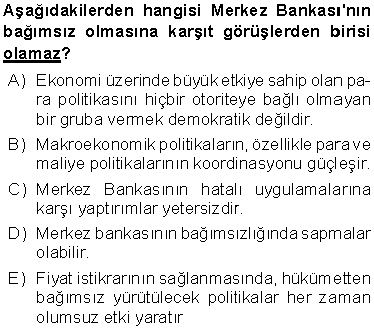 Aşağıdakilerden hangisi Merkez Bankası'nın
bağımsız olmasına karşıt görüşlerden birisi
olamaz?
A) Ekonomi üzerinde büyük etkiye sahip olan pa-
ra politikasını hiçbir otoriteye bağlı olmayan
bir gruba vermek demokratik değildir.
B) Makroekonomik politikaların, özellikle para ve
maliye politikalarının koordinasyonu güçleşir.
C) Merkez Bankasının hatalı uygulamalarına
karşı yaptırımlar yetersizdir.
D) Merkez bankasının bağımsızlığında sapmalar
olabilir.
E) Fiyat istikrarının sağlanmasında, hükümetten
bağımsız yürütülecek politikalar her zaman
olumsuz etki yaratır